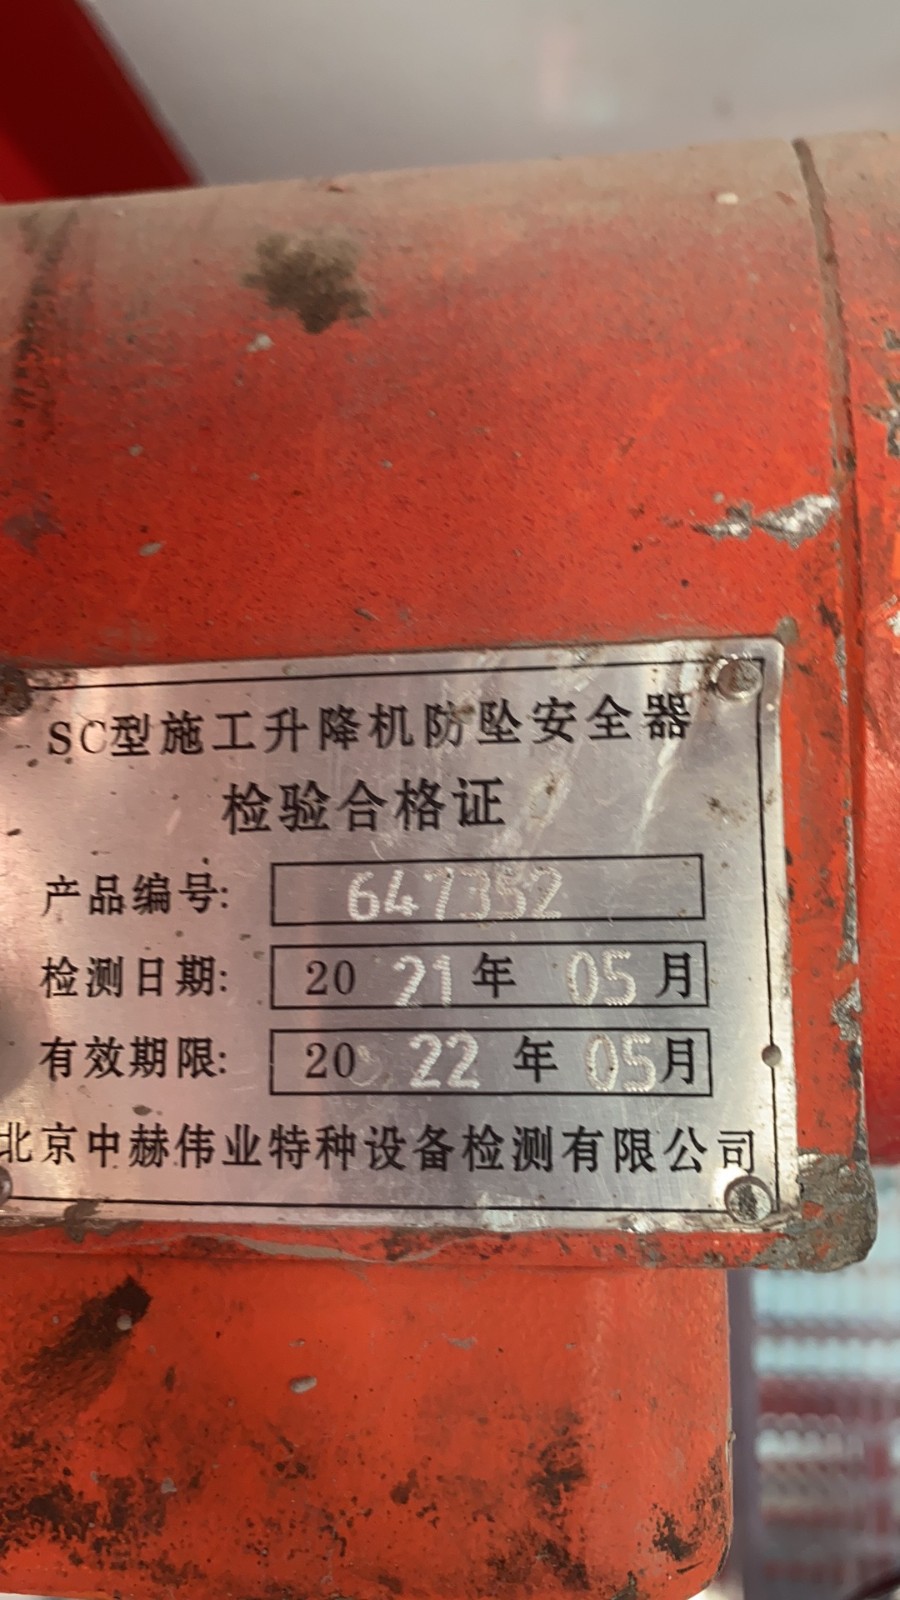 SC型施工升降机防坠安全器
检验合格证
产品编号: 647352
检测日期: 2021年05月
有效期限: 2022年05月
北京中赫伟业特种设备检测有限公司